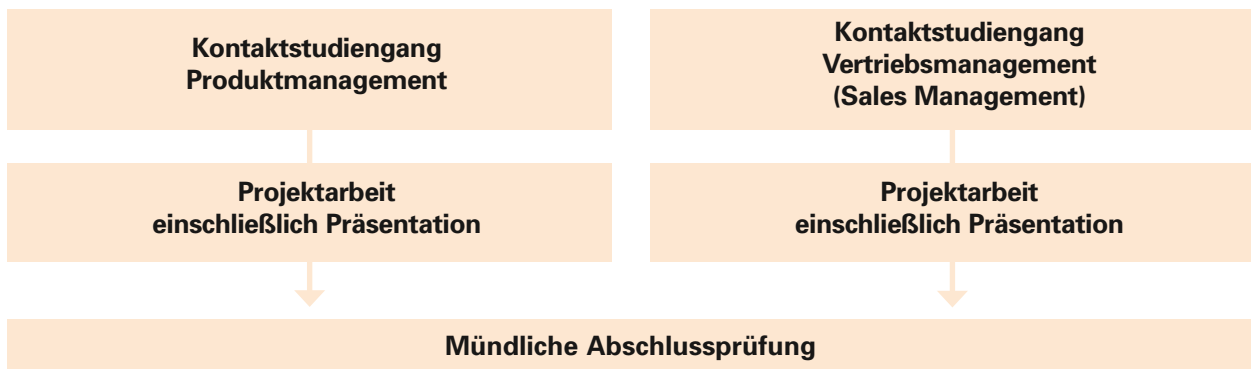 Kontaktstudiengang
Produktmanagement
Kontaktstudiengang
Vertriebsmanagement
(Sales Management)
Projektarbeit
einschließlich Präsentation
Projektarbeit
einschließlich Präsentation
Mündliche Abschlussprüfung